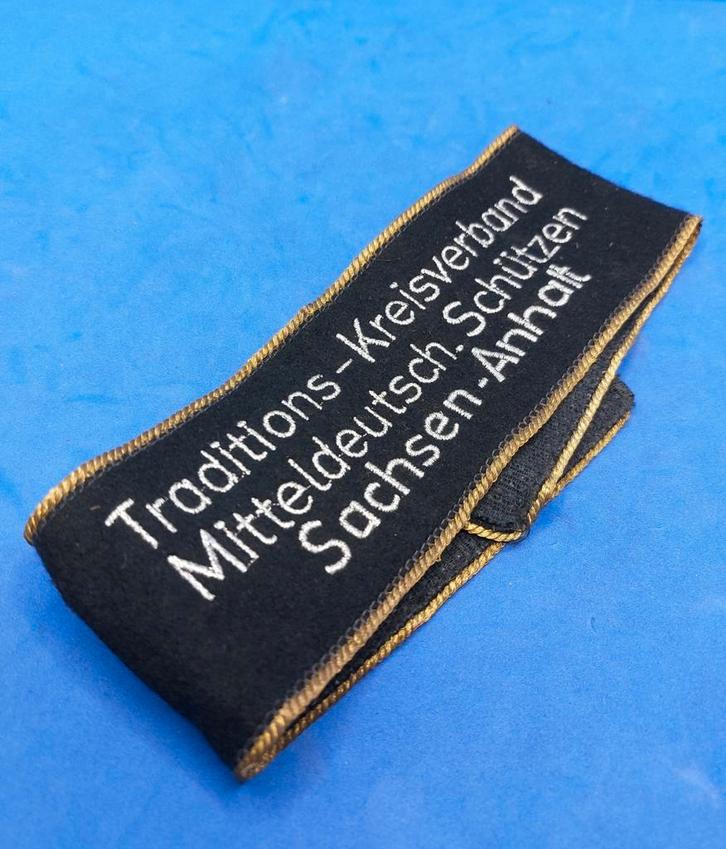 Traditions-Kreisverband
Mitteldeutsch. Schützen
Sachsen-Anhalt